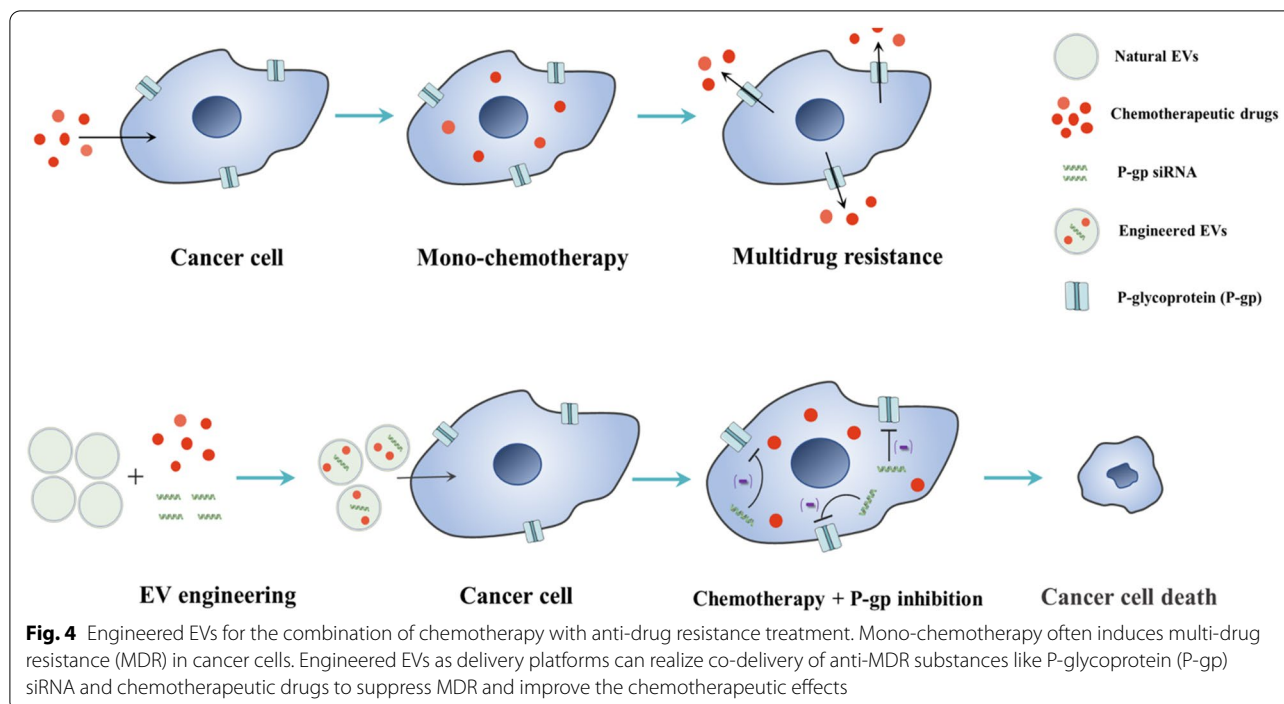 Natural EVs
Chemotherapeutic drugs
P-gp siRNA
Engineered EVs
P-glycoprotein (P-gp)
Cancer cell
Mono-chemotherapy
Multidrug resistance
+
EV engineering
Cancer cell
Chemotherapy + P-gp inhibition
Cancer cell death
Fig. 4 Engineered EVs for the combination of chemotherapy with anti-drug resistance treatment. Mono-chemotherapy often induces multi-drug
resistance (MDR) in cancer cells. Engineered EVs as delivery platforms can realize co-delivery of anti-MDR substances like P-glycoprotein (P-gp)
siRNA and chemotherapeutic drugs to suppress MDR and improve the chemotherapeutic effects